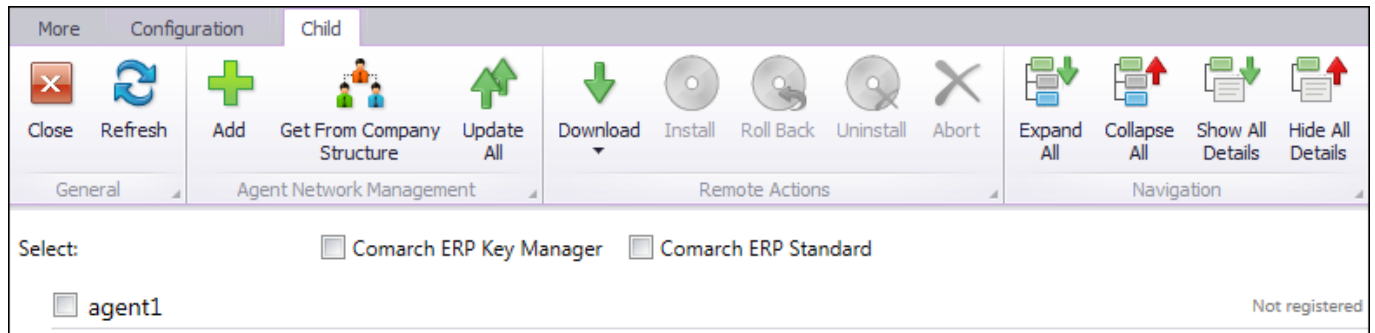 More Configuration Child
Close Refresh Add Get From Company Update Download Install Roll Back Uninstall Abort Expand Collapse Show All Hide All
Structure All All All Details Details
General Agent Network Management Remote Actions Navigation
Select: Comarch ERP Key Manager Comarch ERP Standard
agent1 Not registered